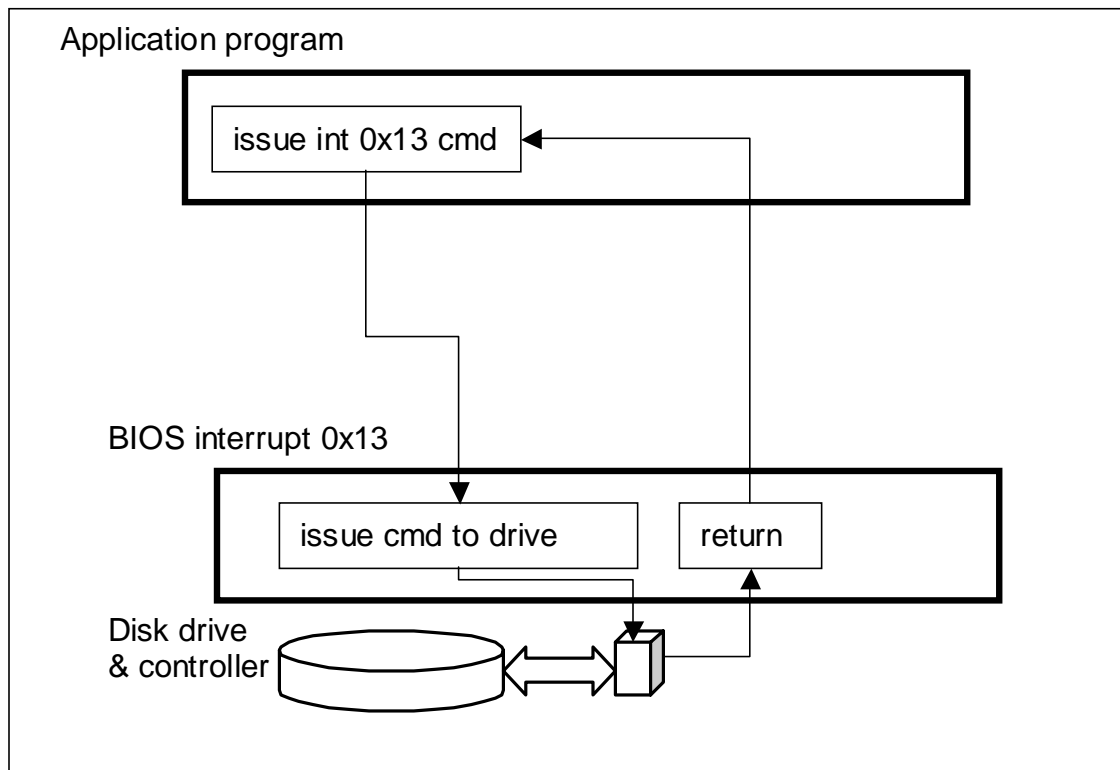 Application program
issue int 0x13 cmd
BIOS interrupt 0x13
issue cmd to drive
return
Disk drive
& controller